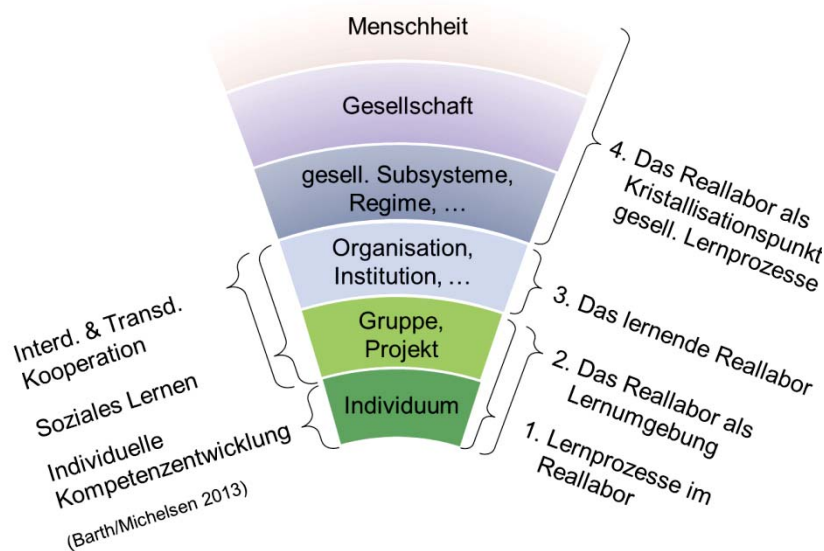 Menschheit
Gesellschaft
gesell. Subsysteme,
Regime, …
Organisation,
Institution, …
Gruppe,
Projekt
Individuum
Interd. & Transd.
Kooperation
Soziales Lernen
Individuelle
Kompetenzentwicklung
(Barth/Michelsen 2013)
4. Das Reallabor als
Kristallisationspunkt
gesell. Lernprozesse
3. Das lernende Reallabor
2. Das Reallabor als
Lernumgebung
1. Lernprozesse im
Reallabor